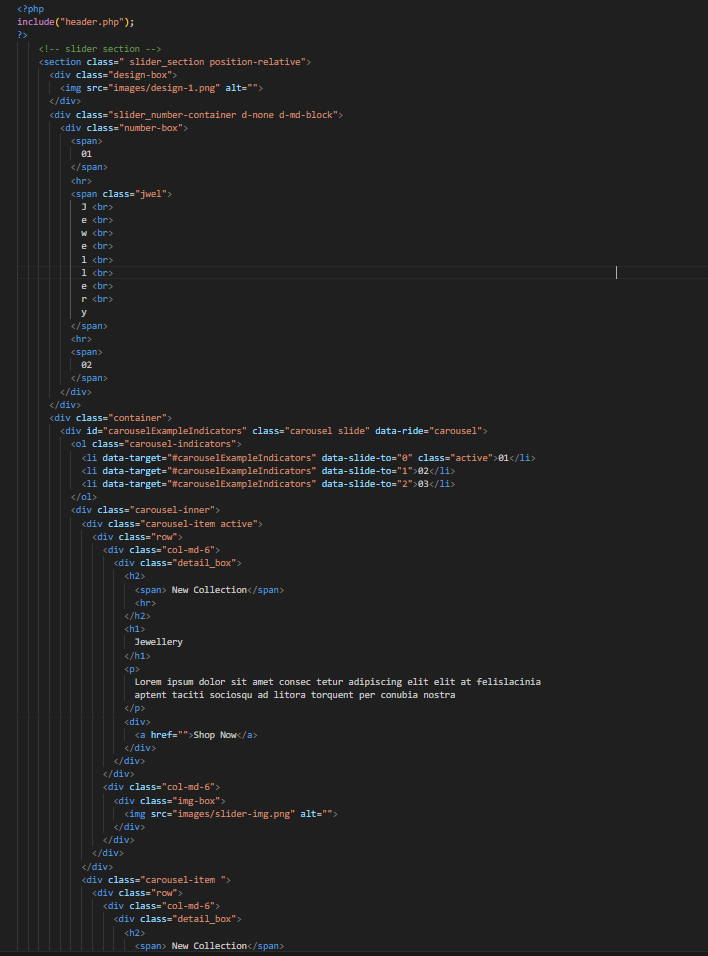 <?php
include("header.php");
?>
<!-- slider section -->
<section class=" slider_section position-relative">
<div class="design-box">
<img src="images/design-1.png" alt="">
</div>
<div class="slider_number-container d-none d-md-block">
<div class="number-box">
<span>
01
</span>
<hr>
<span class="jwel">
J <br>
e <br>
w <br>
e <br>
l <br>
l <br>
e <br>
r <br>
y
</span>
<hr>
<span>
02
</span>
</div>
</div>
<div class="container">
<div id="carouselExampleIndicators" class="carousel slide" data-ride="carousel">
<ol class="carousel-indicators">
<li data-target="#carouselExampleIndicators" data-slide-to="0" class="active">01</li>
<li data-target="#carouselExampleIndicators" data-slide-to="1">02</li>
<li data-target="#carouselExampleIndicators" data-slide-to="2">03</li>
</ol>
<div class="carousel-inner">
<div class="carousel-item active">
<div class="row">
<div class="col-md-6">
<div class="detail_box">
<h2>
<span> New Collection</span>
<hr>
</h2>
<h1>
Jewellery
</h1>
<p>
Lorem ipsum dolor sit amet consec tetur adipiscing elit elit at felislacinia
aptent taciti sociosqu ad litora torquent per conubia nostra
</p>
<div>
<a href="">Shop Now</a>
</div>
</div>
</div>
<div class="col-md-6">
<div class="img-box">
<img src="images/slider-img.png" alt="">
</div>
</div>
</div>
</div>
<div class="carousel-item ">
<div class="row">
<div class="col-md-6">
<div class="detail_box">
<h2>
<span> New Collection</span>